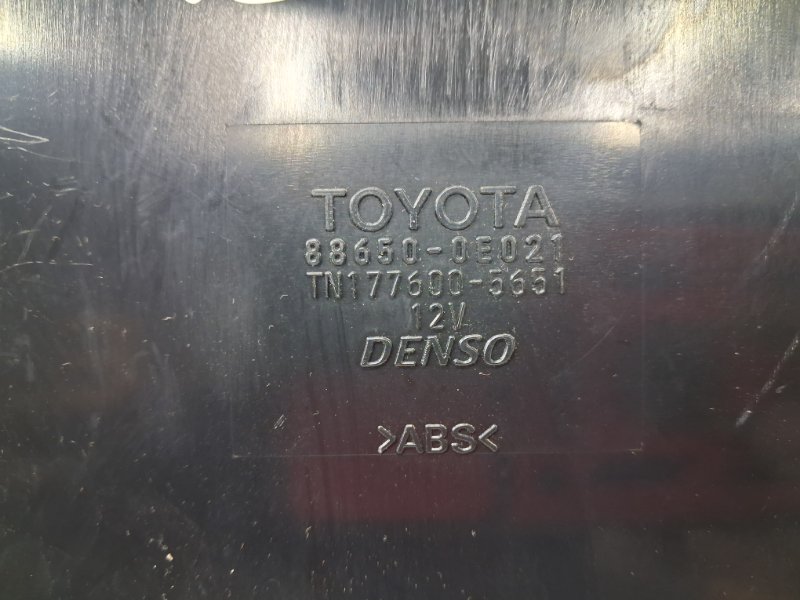 TOYOTA
88650-0E021
TN177600-5651
12V
DENSO
>ABS<